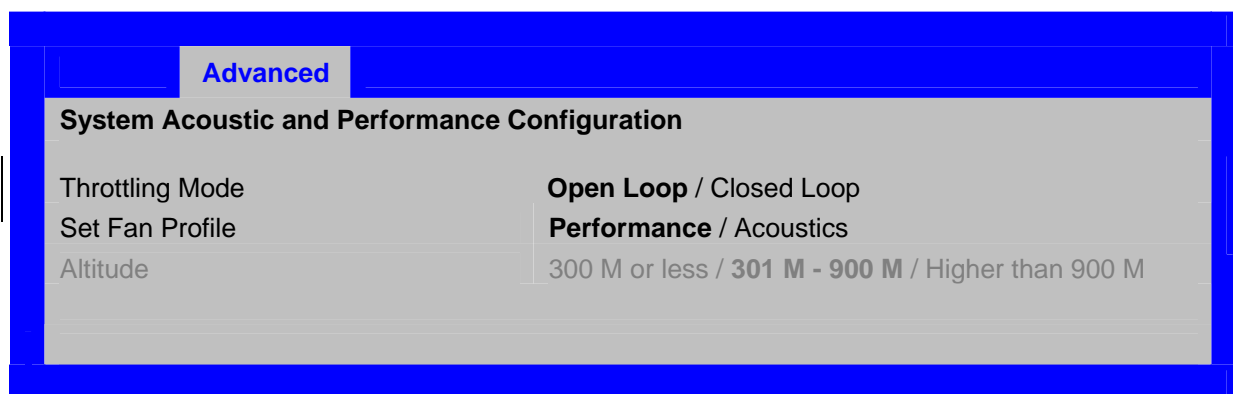 Advanced
System Acoustic and Performance Configuration
Throttling Mode Open Loop / Closed Loop
Set Fan Profile Performance / Acoustics
Altitude 300 M or less / 301 M - 900 M / Higher than 900 M